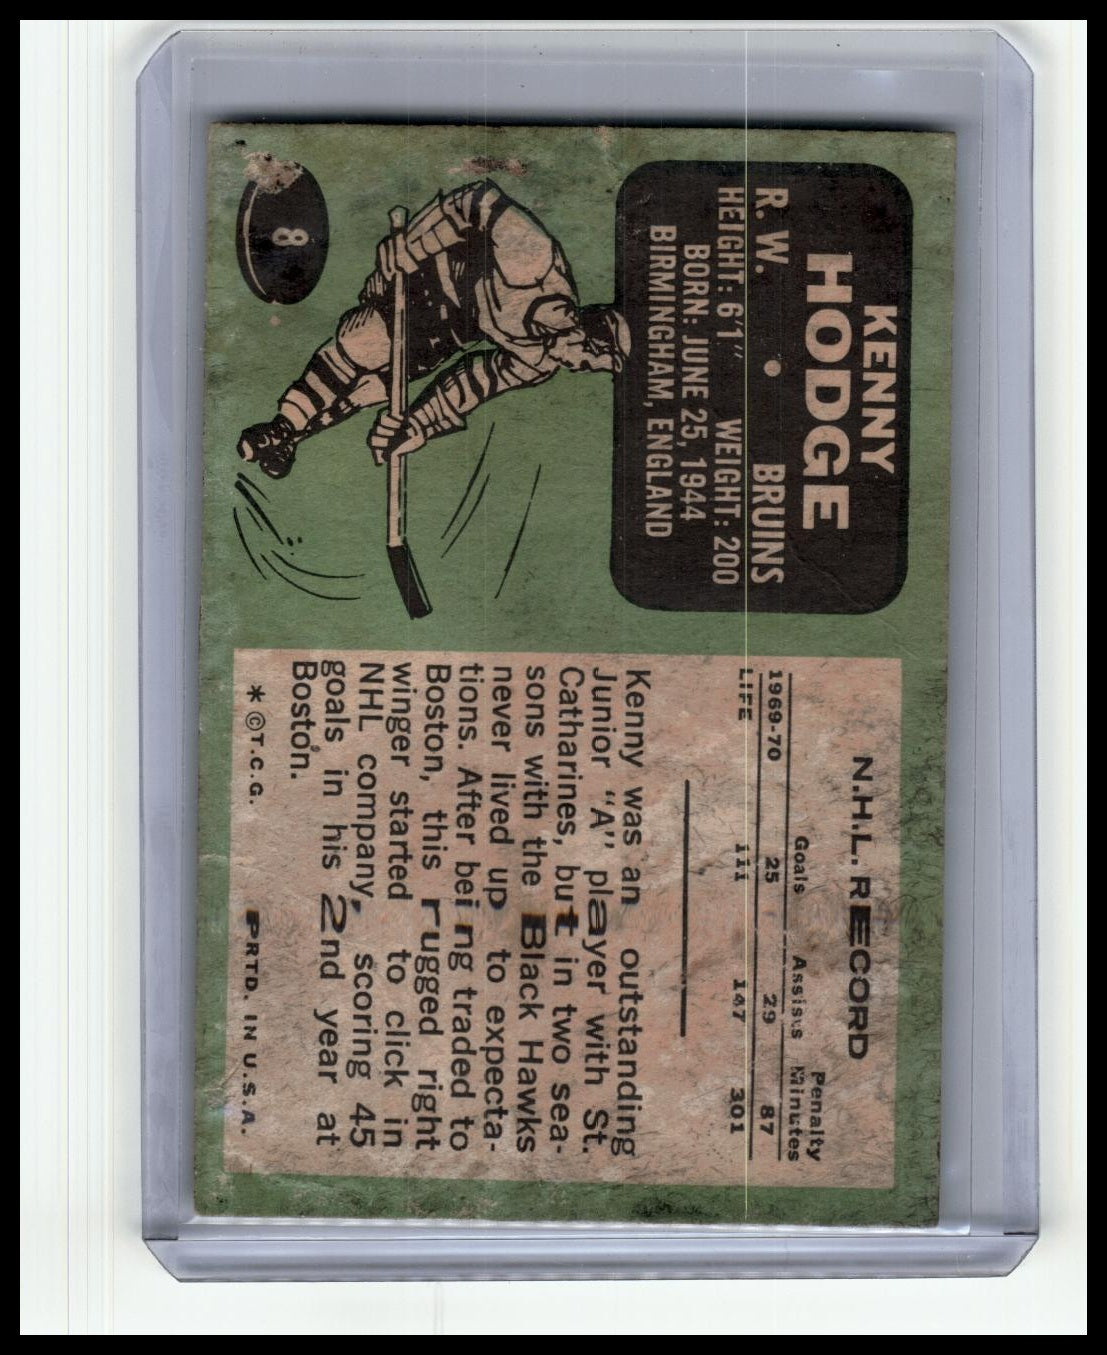 KENNY
HODGE
R. W. • BRUINS
HEIGHT: 6'1" WEIGHT: 200
BORN: JUNE 25, 1944
BIRMINGHAM, ENGLAND
8
N.H.L. RECORD
Goals Assists Penalty Minutes
1969-70 25 29 87
LIFE 111 147 301
Kenny was an outstanding
Junior "A" player with St.
Catharines, but in two sea-
sons with the Black Hawks
never lived up to expecta-
tions. After being traded to
Boston, this rugged right
winger started to click in
NHL company, scoring 45
goals in his 2nd year at
Boston.
* ©T.C.G. PRTD. IN U.S.A.